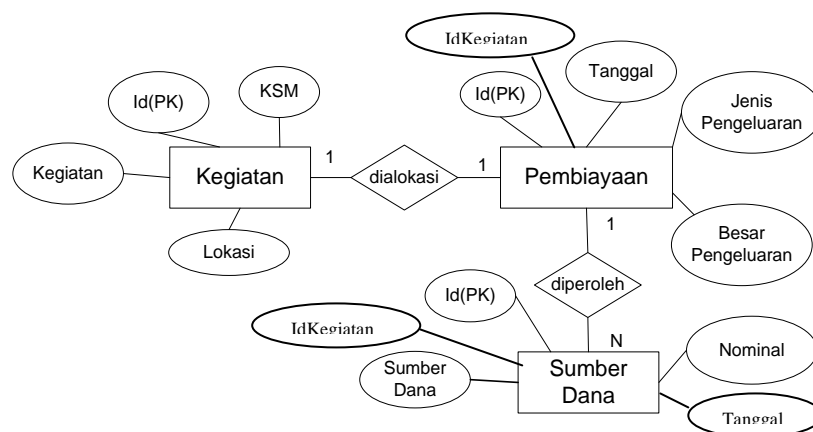 IdKegiatan
Tanggal
Id(PK)
KSM
Id(PK)
Jenis
Pengeluaran
Kegiatan
Kegiatan
1
dialokasi
1
Pembiayaan
Lokasi
1
Besar
Pengeluaran
Id(PK)
diperoleh
IdKegiatan
N
Nominal
Sumber
Dana
Sumber
Dana
Tanggal